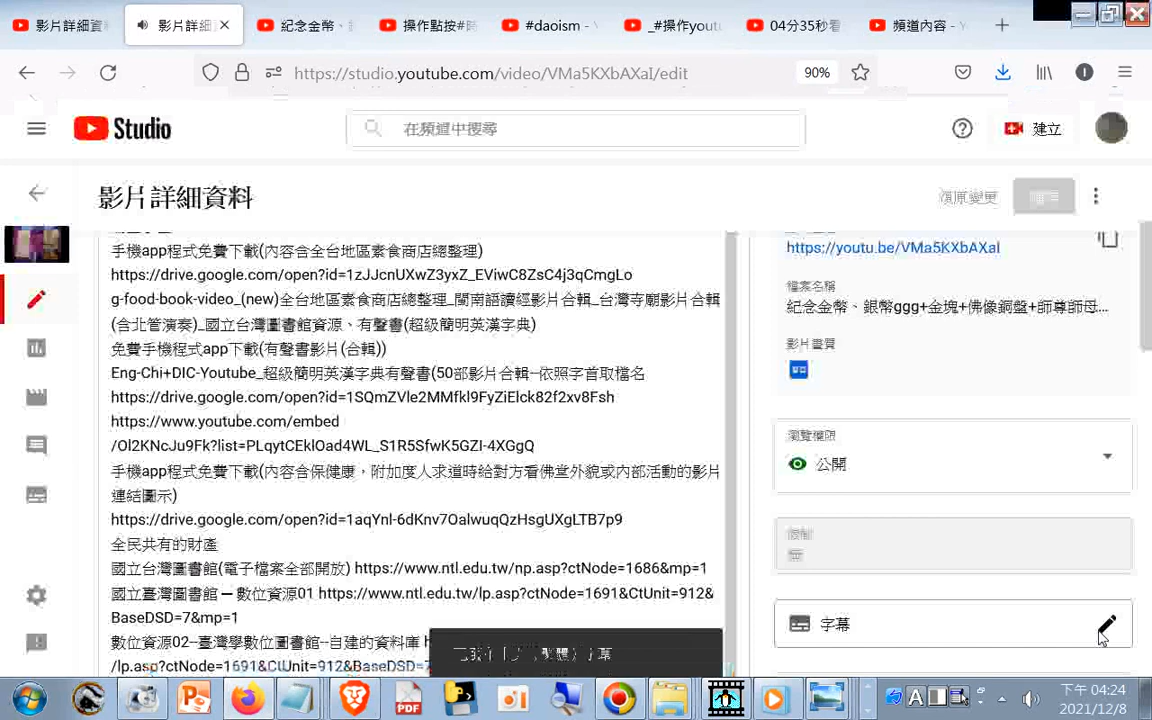 影片詳細資
影片詳細
紀念金幣、
操作點按#
#daoism -
_#操作yout
04分35秒看
頻道內容 -
https://studio.youtube.com/video/VMa5KXbAXaI/edit
90%
Studio
在頻道中搜尋
建立
影片詳細資料
復原變更
手機app程式免費下載(內容含全台地區素食商店總整理)
https://drive.google.com/open?id=1zJJcnUXwZ3yxZ_EViwC8ZsC4j3qCmgLo
g-food-book-video_(new)全台地區素食商店總整理_閩南語讀經影片合輯_台灣寺廟影片合輯
(含北管演奏)_國立台灣圖書館資源、有聲書(超級簡明英漢字典)
免費手機程式app下載(有聲書影片(合輯))
Eng-Chi+DIC-Youtube_超級簡明英漢字典有聲書(50部影片合輯--依照字首取檔名
https://drive.google.com/open?id=1SQmZVle2MMfkl9FyZiElck82f2xv8Fsh
https://www.youtube.com/embed
/Ol2KNcJu9Fk?list=PLqytCEklOad4WL_S1R5SfwK5GZI-4XGgQ
手機app程式免費下載(內容含保健康，附加度人求道時給對方看佛堂外貌或內部活動的影片
連結圖示)
https://drive.google.com/open?id=1aqYnl-6dKnv7OalwuqQzHsgUXgLTB7p9
全民共有的財產
國立台灣圖書館(電子檔案全部開放) https://www.ntl.edu.tw/np.asp?ctNode=1686&mp=1
國立臺灣圖書館 — 數位資源01 https://www.ntl.edu.tw/lp.asp?ctNode=1691&CtUnit=912&
BaseDSD=7&mp=1
數位資源02--臺灣學數位圖書館--自建的資料庫
/lp.asp?ctNode=1691&CtUnit=912&BaseDSD=7
https://youtu.be/VMa5KXbAXaI
檔案名稱
紀念金幣、銀幣ggg+金塊+佛像銅盤+師尊師母...
影片畫質
瀏覽權限
公開
限制
字幕
下午 04:24
2021/12/8